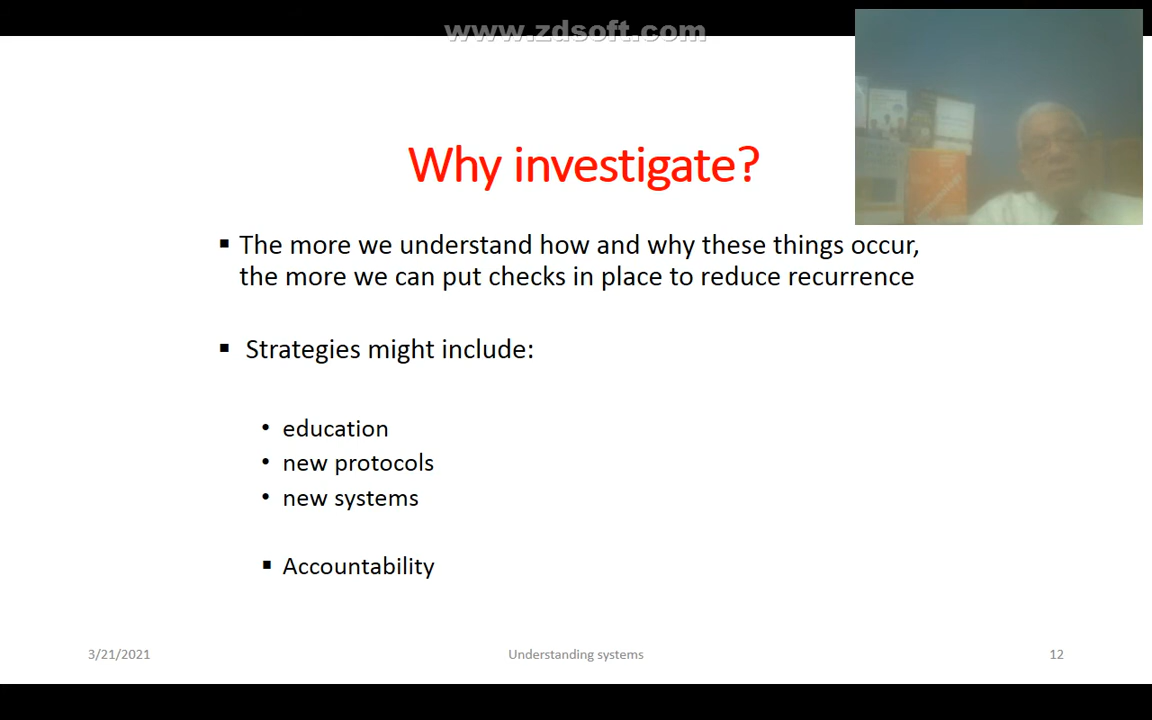 www.zdsoft.com
Why investigate?
▪ The more we understand how and why these things occur,
the more we can put checks in place to reduce recurrence
▪ Strategies might include:
• education
• new protocols
• new systems
▪ Accountability
3/21/2021
Understanding systems
12